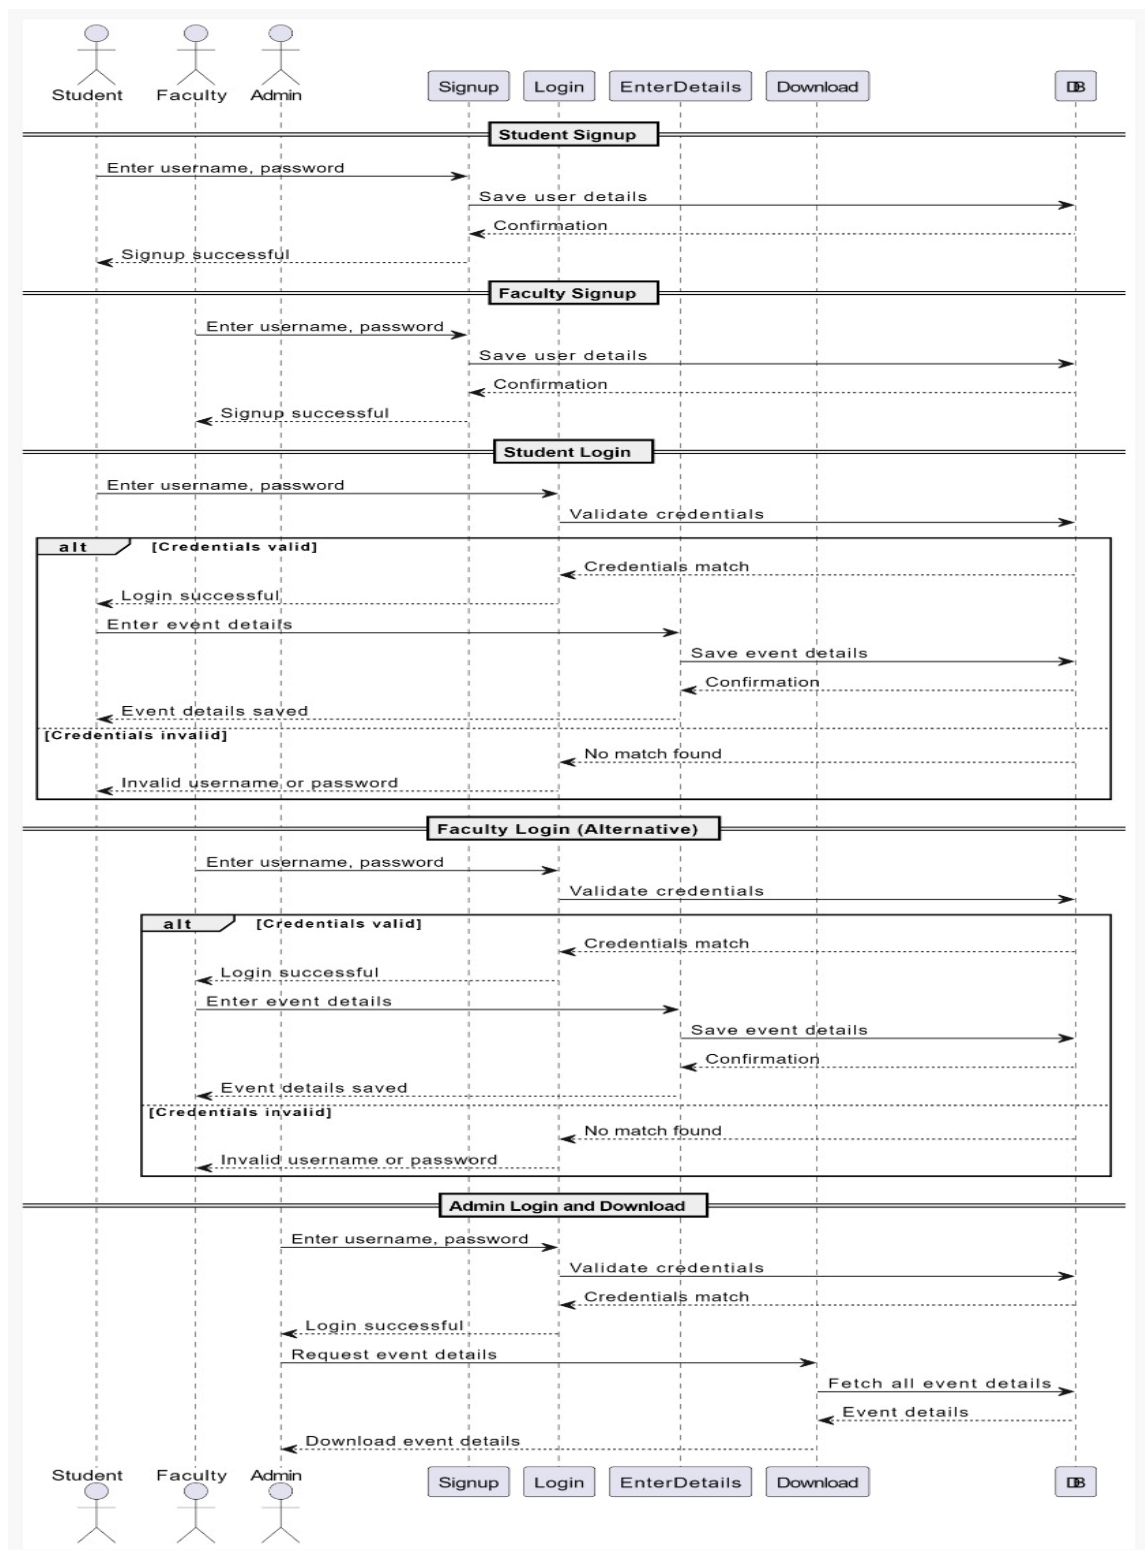 Student Faculty Admin Signup Login EnterDetails Download DB
Student Signup
Enter username, password
Save user details
Confirmation
Signup successful
Faculty Signup
Enter username, password
Save user details
Confirmation
Signup successful
Student Login
Enter username, password
Validate credentials
alt [Credentials valid]
Credentials match
Login successful
Enter event details
Save event details
Confirmation
Event details saved
[Credentials invalid]
No match found
Invalid username or password
Faculty Login (Alternative)
Enter username, password
Validate credentials
alt [Credentials valid]
Credentials match
Login successful
Enter event details
Save event details
Confirmation
Event details saved
[Credentials invalid]
No match found
Invalid username or password
Admin Login and Download
Enter username, password
Validate credentials
Credentials match
Login successful
Request event details
Fetch all event details
Event details
Download event details
Student Faculty Admin Signup Login EnterDetails Download DB